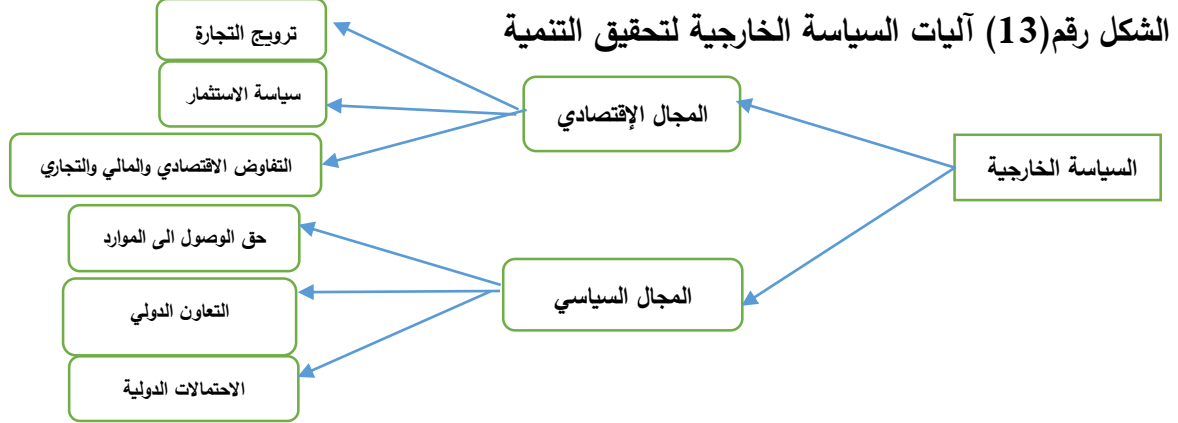 الشكل رقم(13) آليات السياسة الخارجية لتحقيق التنمية
السياسة الخارجية
المجال الإقتصادي
ترويج التجارة
سياسة الاستثمار
التفاوض الاقتصادي والمالي والتجاري
المجال السياسي
حق الوصول الى الموارد
التعاون الدولي
الاحتمالات الدولية